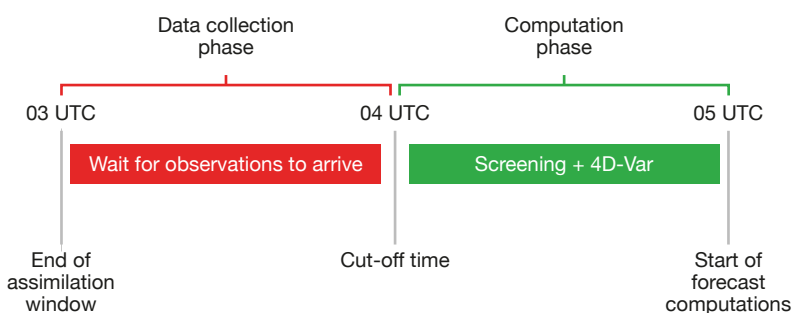 Data collection
phase
Computation
phase
03 UTC
04 UTC
05 UTC
Wait for observations to arrive
Screening + 4D-Var
End of
assimilation
window
Cut-off time
Start of
forecast
computations